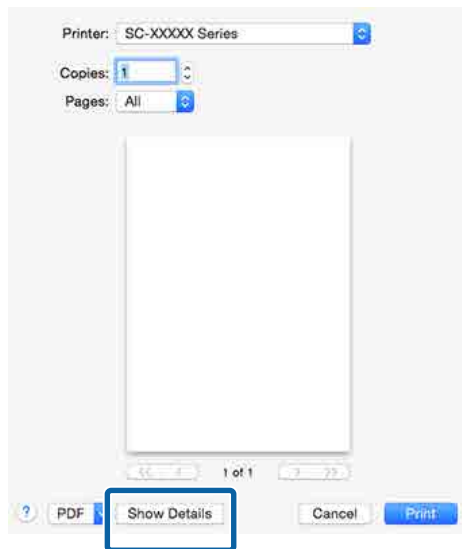 Printer: SC-XXXXX Series
Copies: 1
Pages: All
<< < 1 of 1 > >>
? PDF Show Details Cancel Print